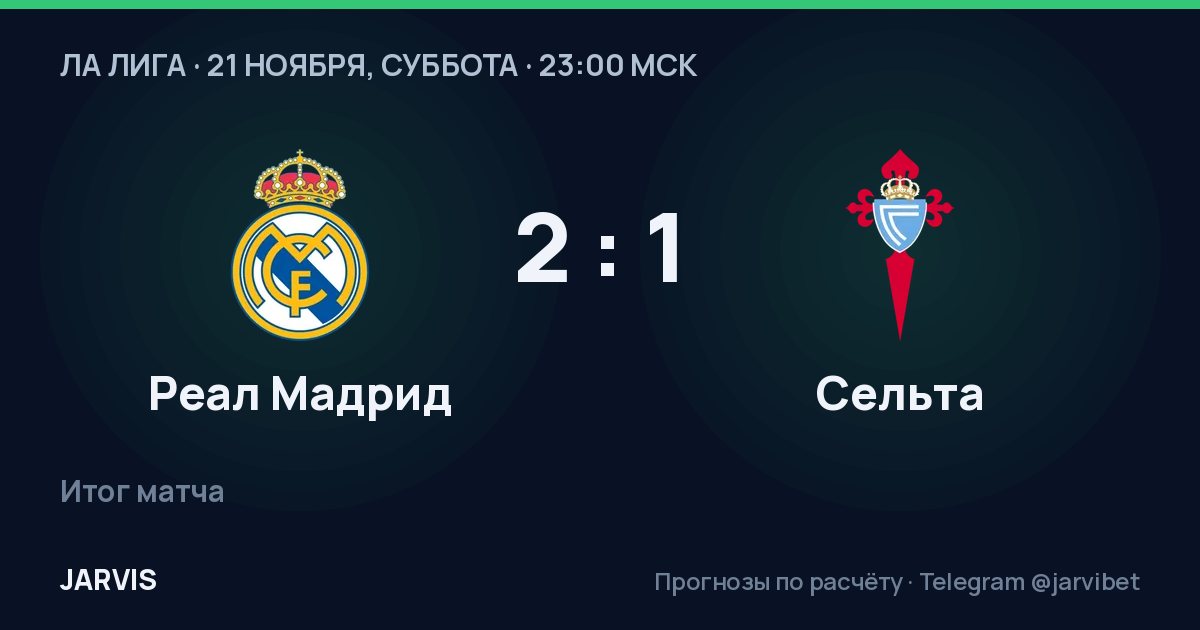 ЛА ЛИГА · 21 НОЯБРЯ, СУББОТА · 23:00 МСК
2 : 1
Реал Мадрид
Сельта
Итог матча
JARVIS
Прогнозы по расчёту · Telegram @jarvibet